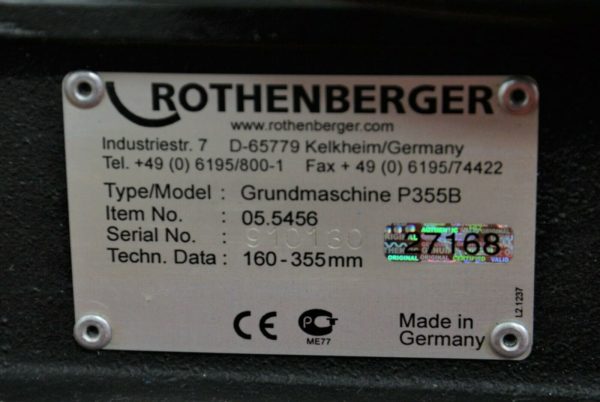 ROTHENBERGER
www.rothenberger.com
Industriestr. 7 D-65779 Kelkheim/Germany
Tel. +49 (0) 6195/800-1 Fax + 49 (0) 6195/74422
Type/Model : Grundmaschine P355B
Item No. : 05.5456
Serial No. : 910130
27168
Techn. Data : 160-355mm
CE
ME77
Made in
Germany
L2.1237